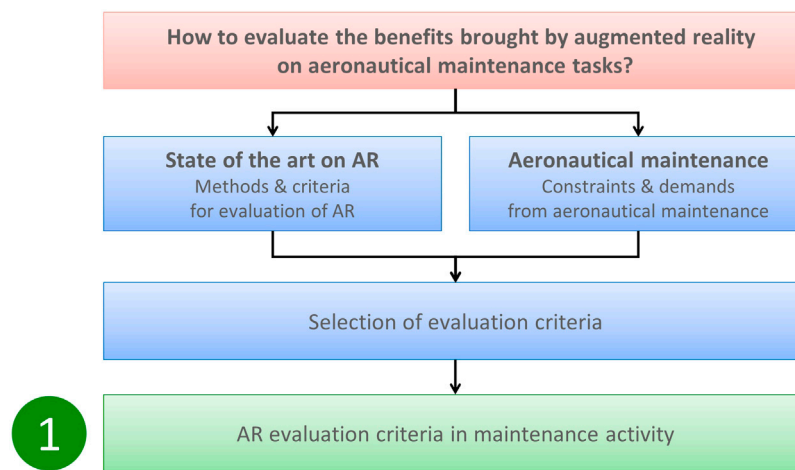 How to evaluate the benefits brought by augmented reality
on aeronautical maintenance tasks?
State of the art on AR
Methods & criteria
for evaluation of AR
Aeronautical maintenance
Constraints & demands
from aeronautical maintenance
Selection of evaluation criteria
1
AR evaluation criteria in maintenance activity